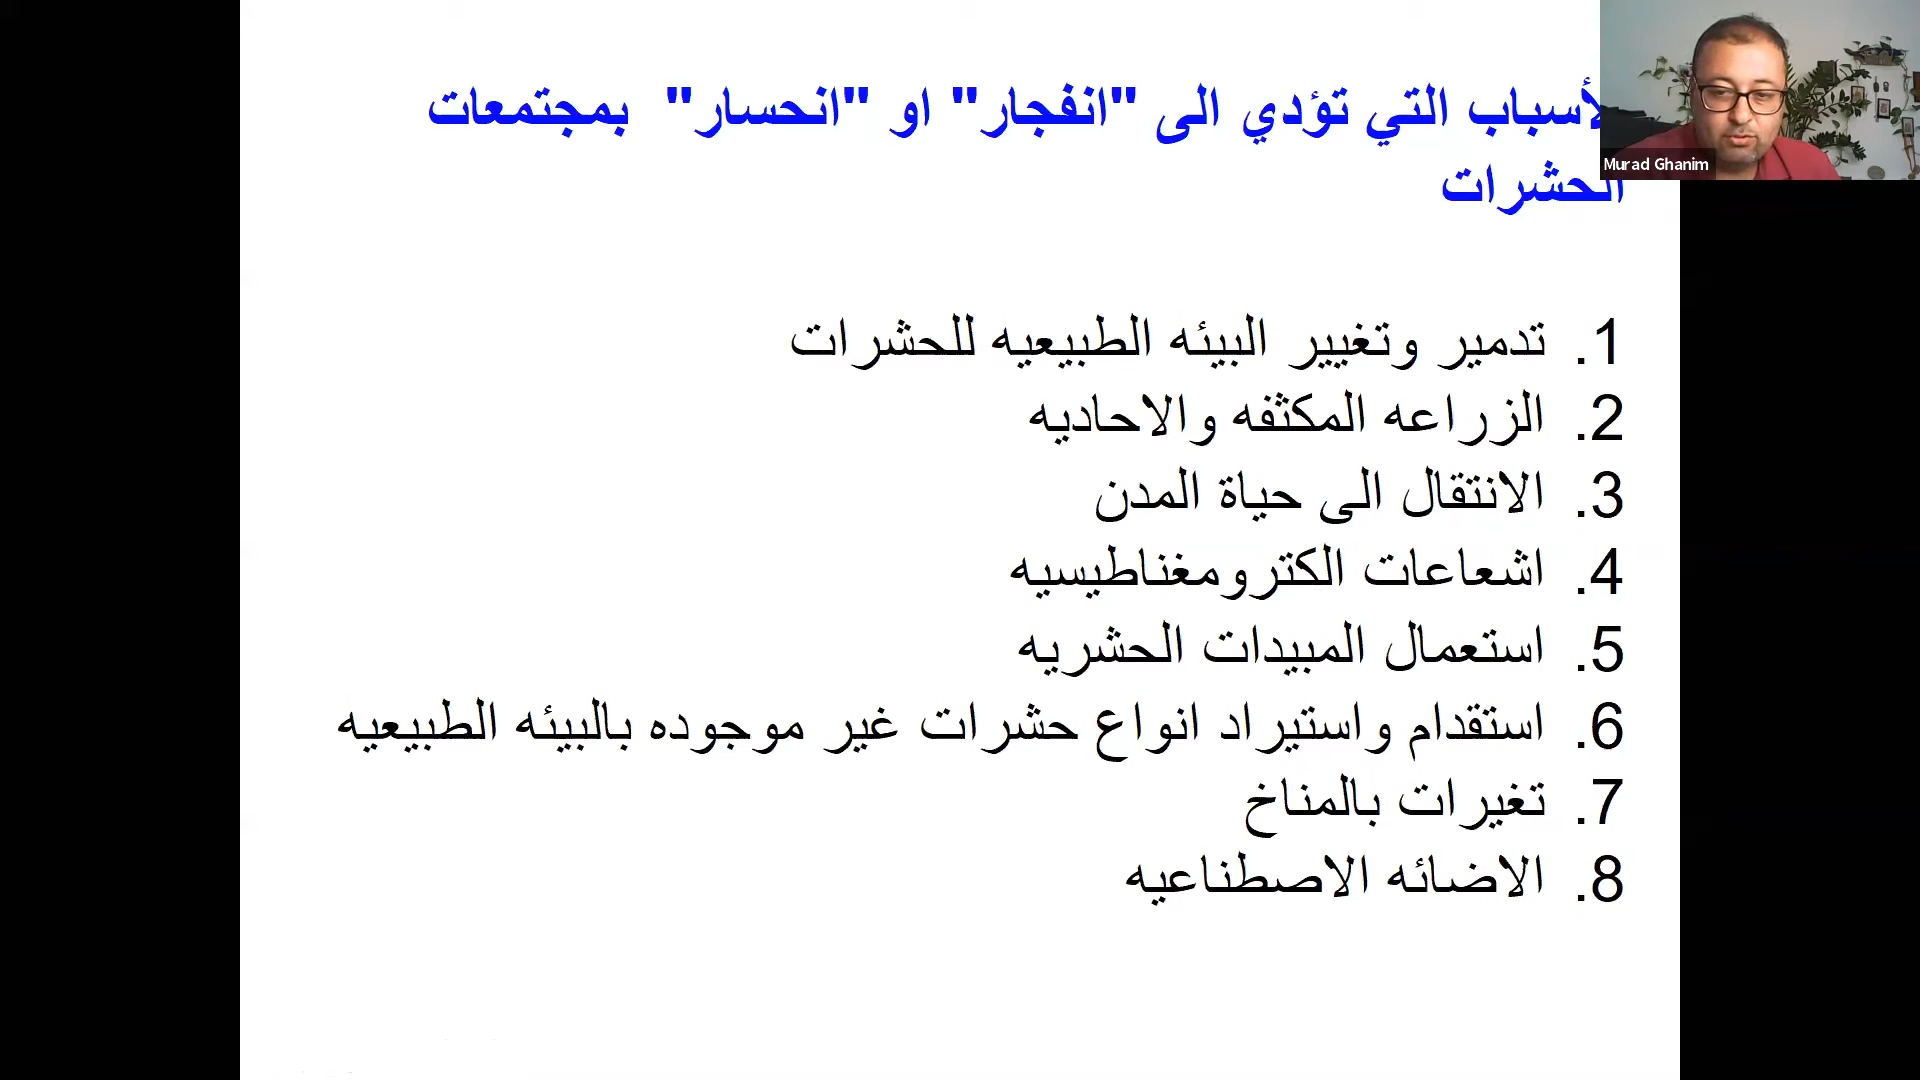 لأسباب التي تؤدي الى "انفجار" او "انحسار" بمجتمعات
الحشرات
Murad Ghanim
1. تدمير وتغيير البيئه الطبيعيه للحشرات
2. الزراعه المكثفه والاحاديه
3. الانتقال الى حياة المدن
4. اشعاعات الكترومغناطيسيه
5. استعمال المبيدات الحشريه
6. استقدام واستيراد انواع حشرات غير موجوده بالبيئه الطبيعيه
7. تغيرات بالمناخ
8. الاضائه الاصطناعيه